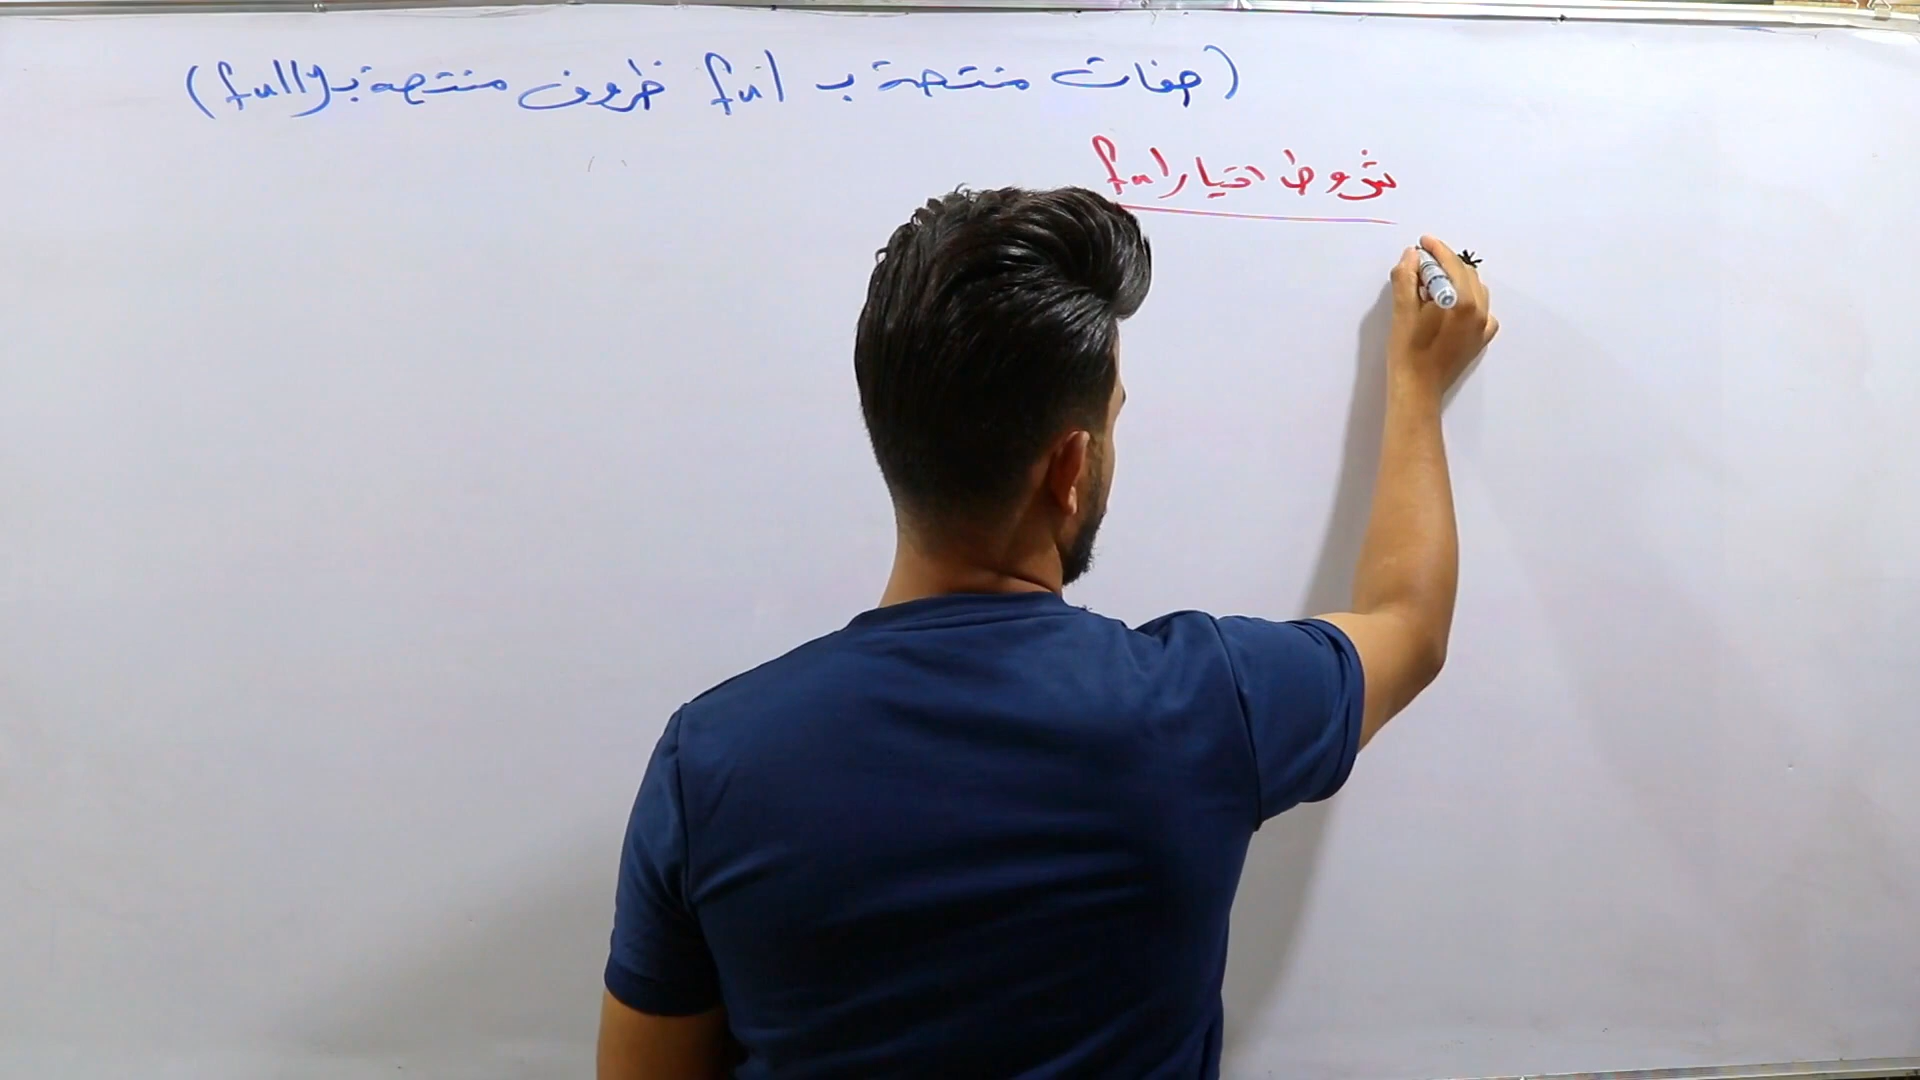 (صفات منتهية ب ful ظروف منتهية ب fully)
شروط اختيار ful
*